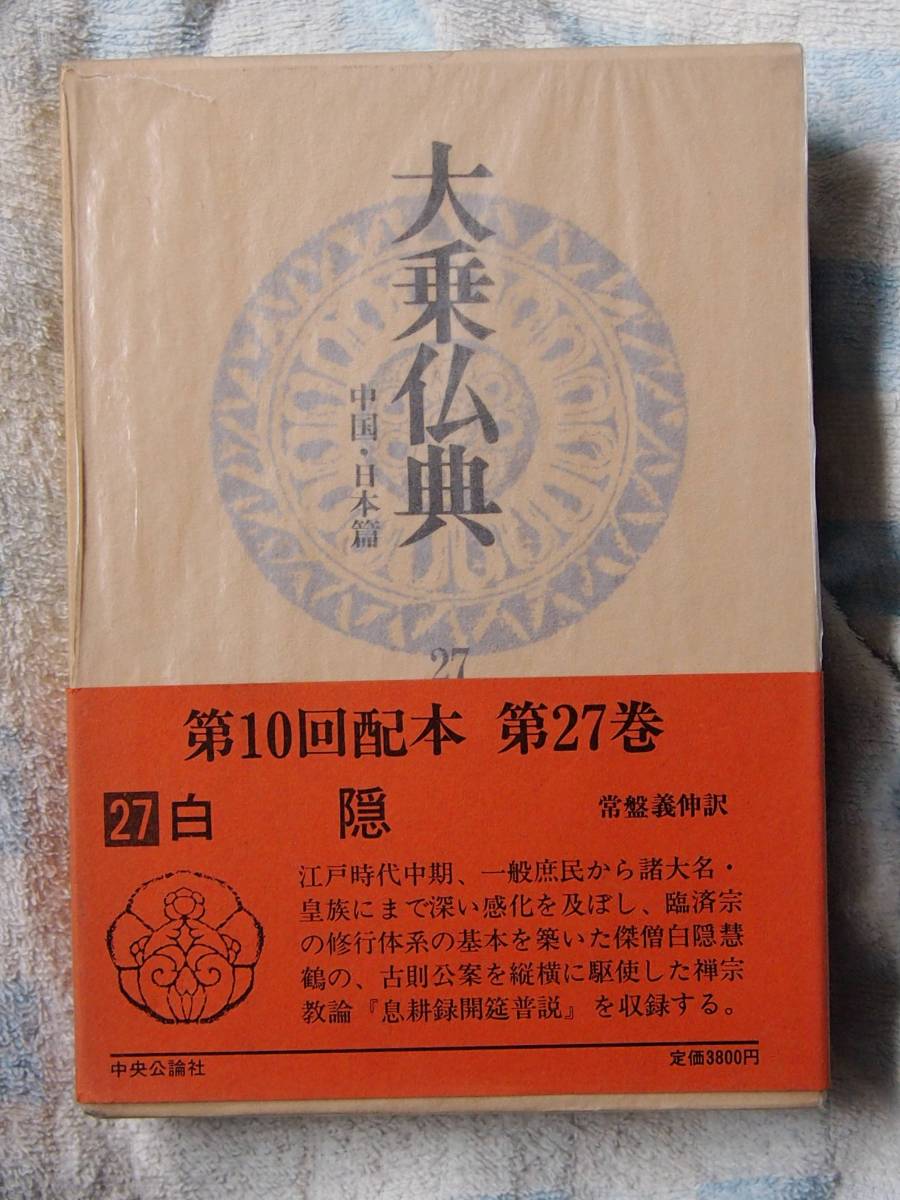 大乗仏典
中国・日本篇
27
第10回配本 第27巻
27 白隠
常盤義伸訳
江戸時代中期、一般庶民から諸大名・
皇族にまで深い感化を及ぼし、臨済宗
の修行体系の基本を築いた傑僧白隠慧
鶴の、古則公案を縦横に駆使した禅宗
教論『息耕録開筵普説』を収録する。
中央公論社
定価3800円